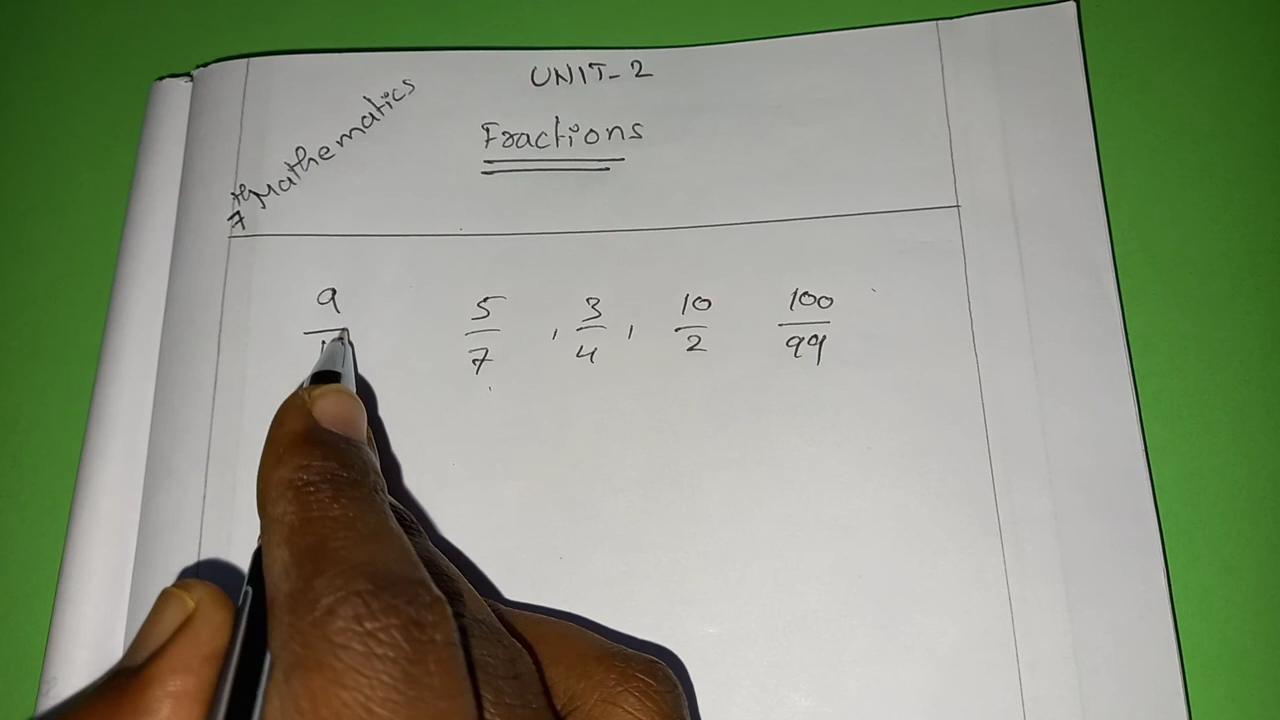 UNIT-2
7th Mathematics
Fractions
9 5 3 10 100
7 , 4 , 2 99